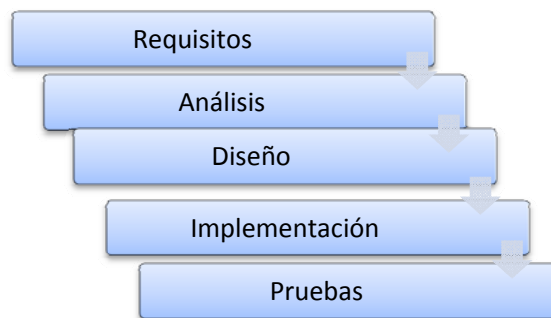 Requisitos
Análisis
Diseño
Implementación
Pruebas